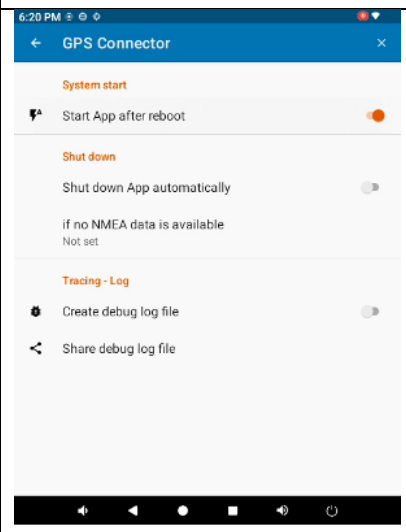 6:20 PM
GPS Connector
System start
Start App after reboot
Shut down
Shut down App automatically
if no NMEA data is available
Not set
Tracing - Log
Create debug log file
Share debug log file